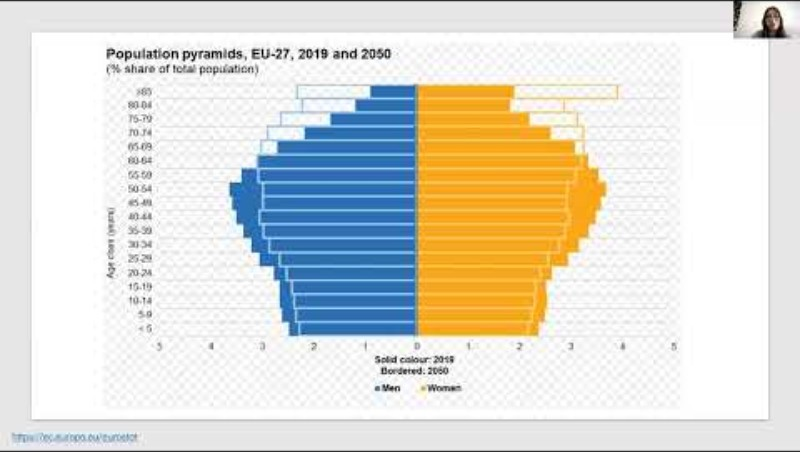 Population pyramids, EU-27, 2019 and 2050
(% share of total population)
Age class (years)
>85
80-84
75-79
70-74
65-69
60-64
55-59
50-54
45-49
40-44
35-39
30-34
25-29
20-24
15-19
10-14
5-9
< 5
5 4 3 2 1 0 1 2 3 4 5
Solid colour: 2019
Bordered: 2050
Men Women
https://ec.europa.eu/eurostat